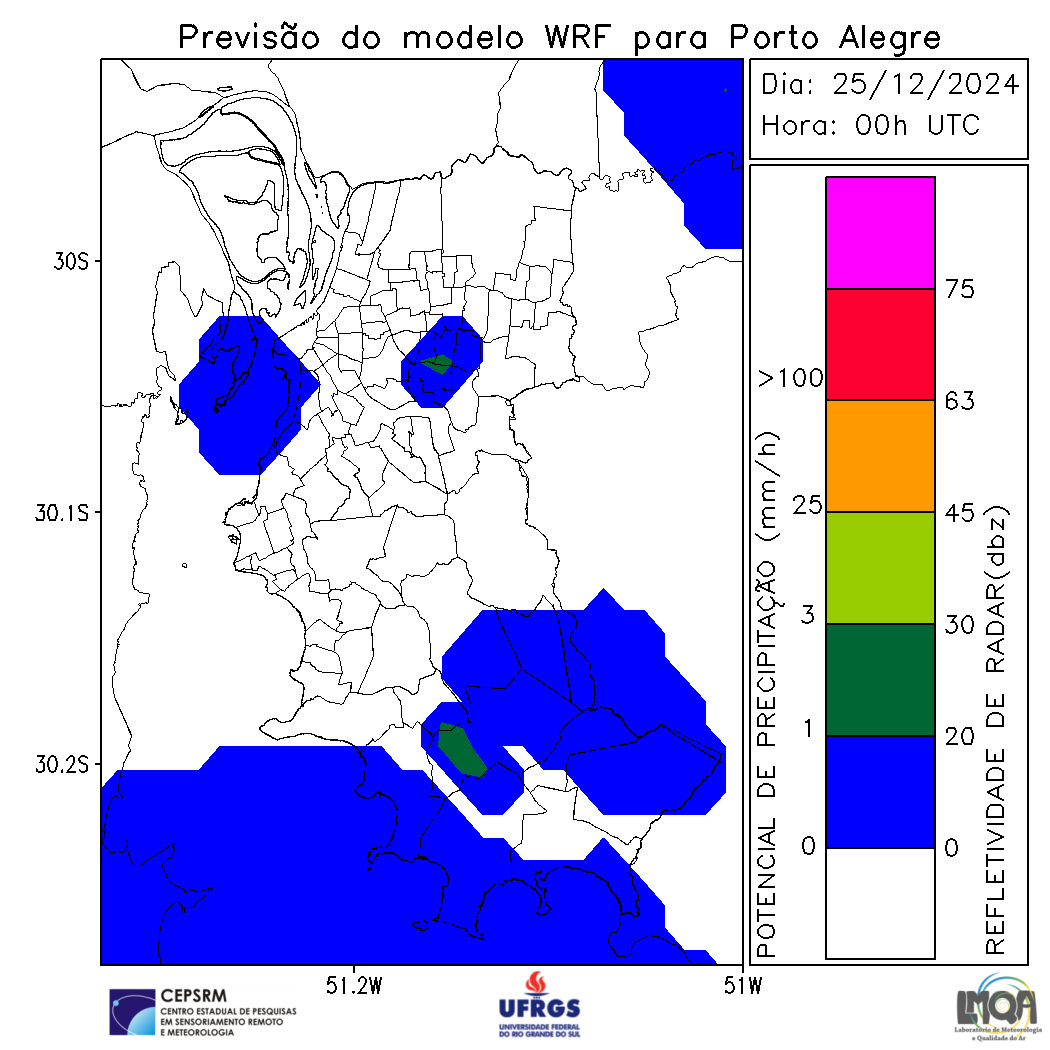 Previsão do modelo WRF para Porto Alegre
Dia: 25/12/2024
Hora: 00h UTC
30S
30.1S
30.2S
51.2W
51W
POTENCIAL DE PRECIPITAÇÃO (mm/h)
>100
25
3
1
0
75
63
45
30
20
0
REFLETIVIDADE DE RADAR(dbz)
CEPSRM
CENTRO ESTADUAL DE PESQUISAS
EM SENSORIAMENTO REMOTO
E METEOROLOGIA
UFRGS
UNIVERSIDADE FEDERAL
DO RIO GRANDE DO SUL
LMQA
Laboratório de Meteorologia
e Qualidade do Ar